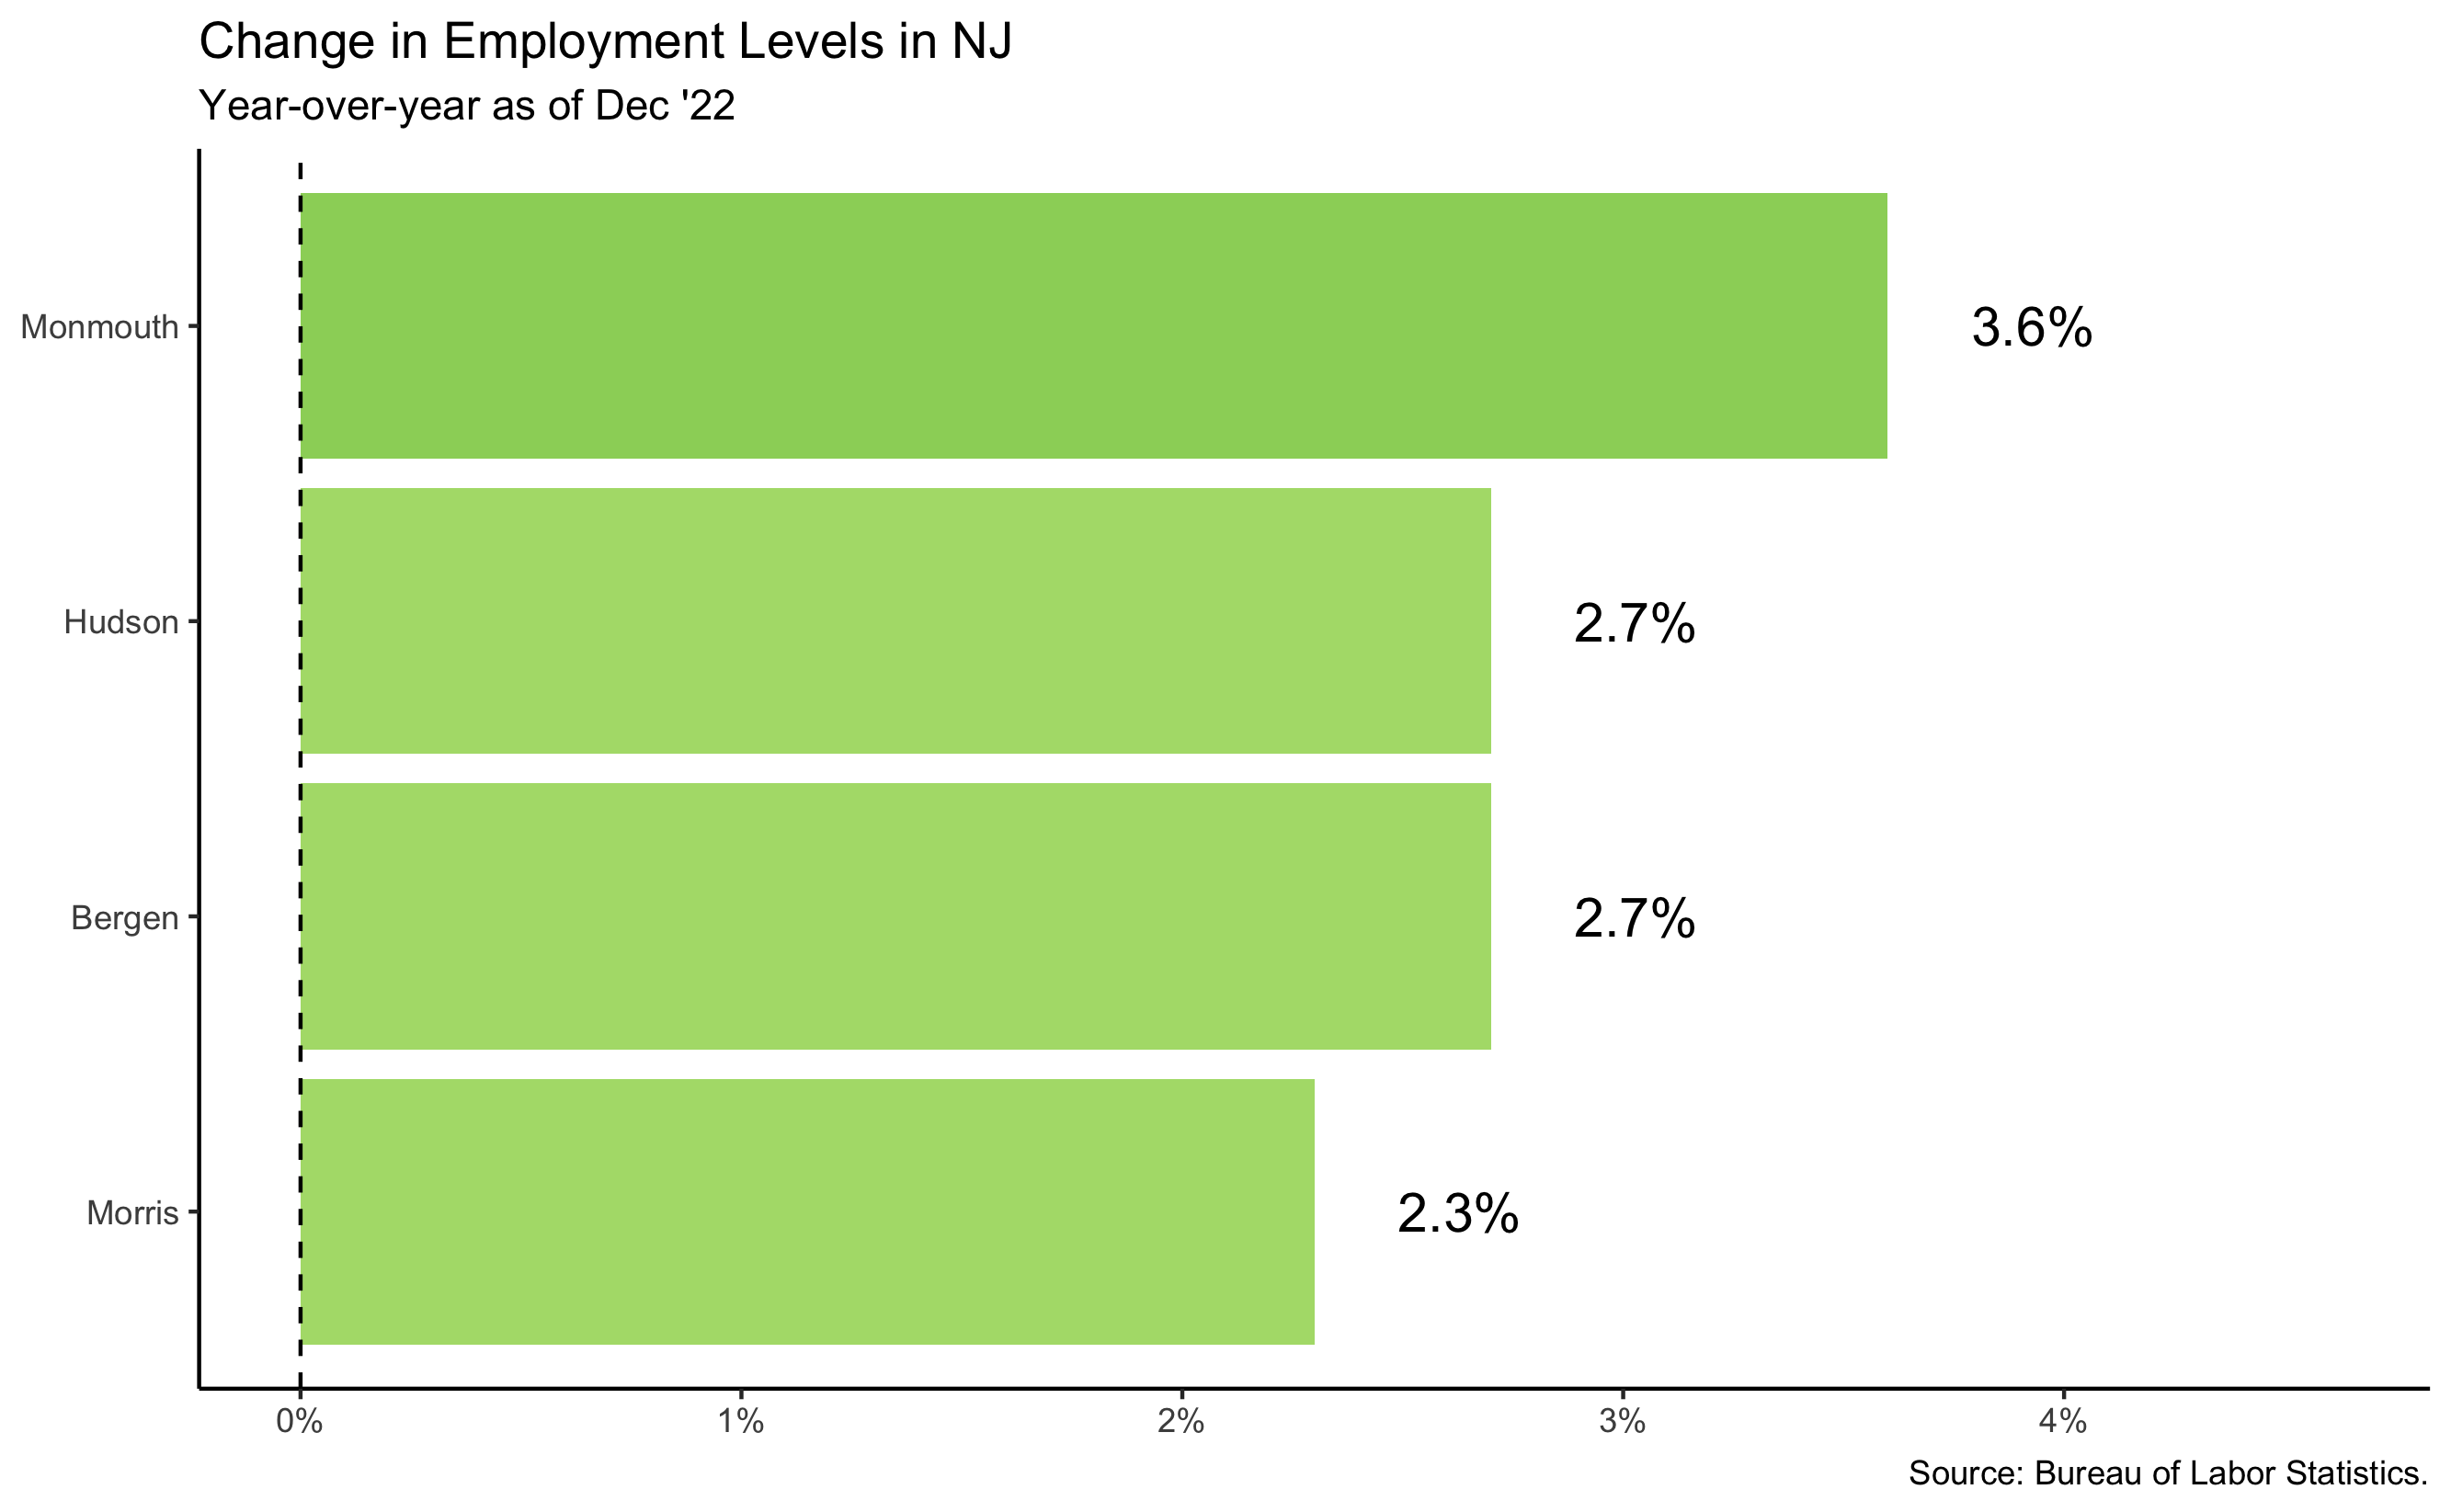 Change in Employment Levels in NJ
Year-over-year as of Dec '22
Monmouth
3.6%
Hudson
2.7%
Bergen
2.7%
Morris
2.3%
0% 1% 2% 3% 4%
Source: Bureau of Labor Statistics.